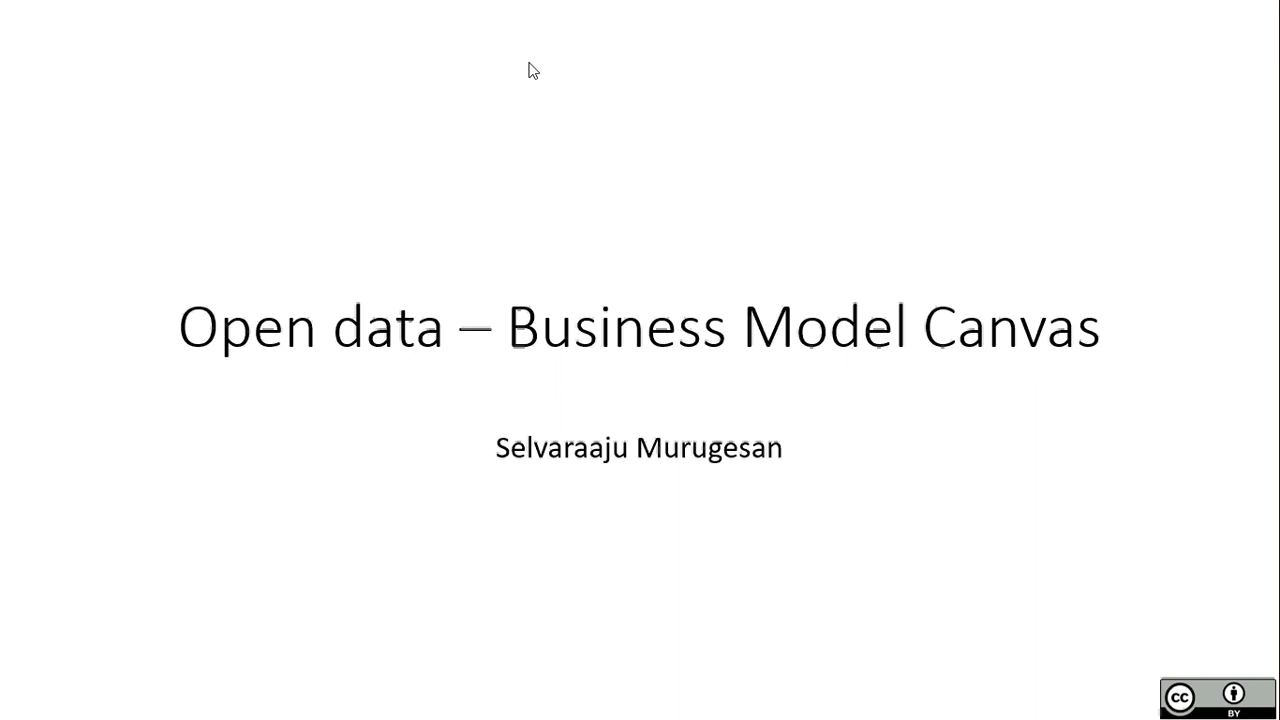 Open data – Business Model Canvas
Selvaraaju Murugesan
CC
BY